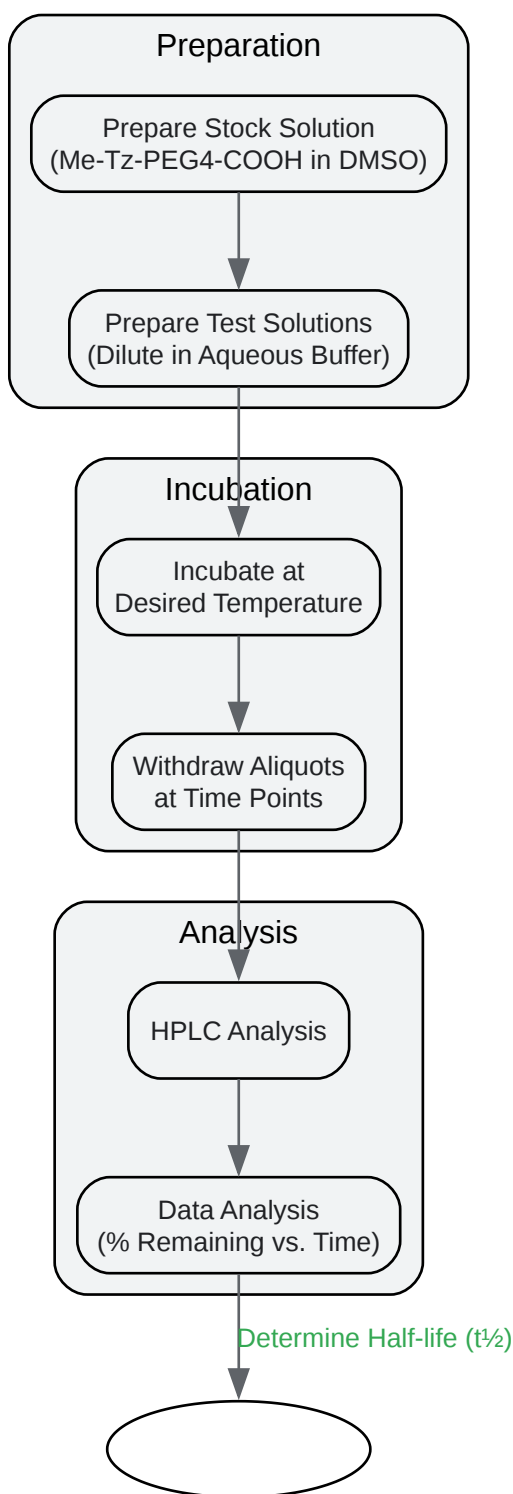 Preparation
Prepare Stock Solution
(Me-Tz-PEG4-COOH in DMSO)
Prepare Test Solutions
(Dilute in Aqueous Buffer)
Incubation
Incubate at
Desired Temperature
Withdraw Aliquots
at Time Points
Analysis
HPLC Analysis
Data Analysis
(% Remaining vs. Time)
Determine Half-life (t½)